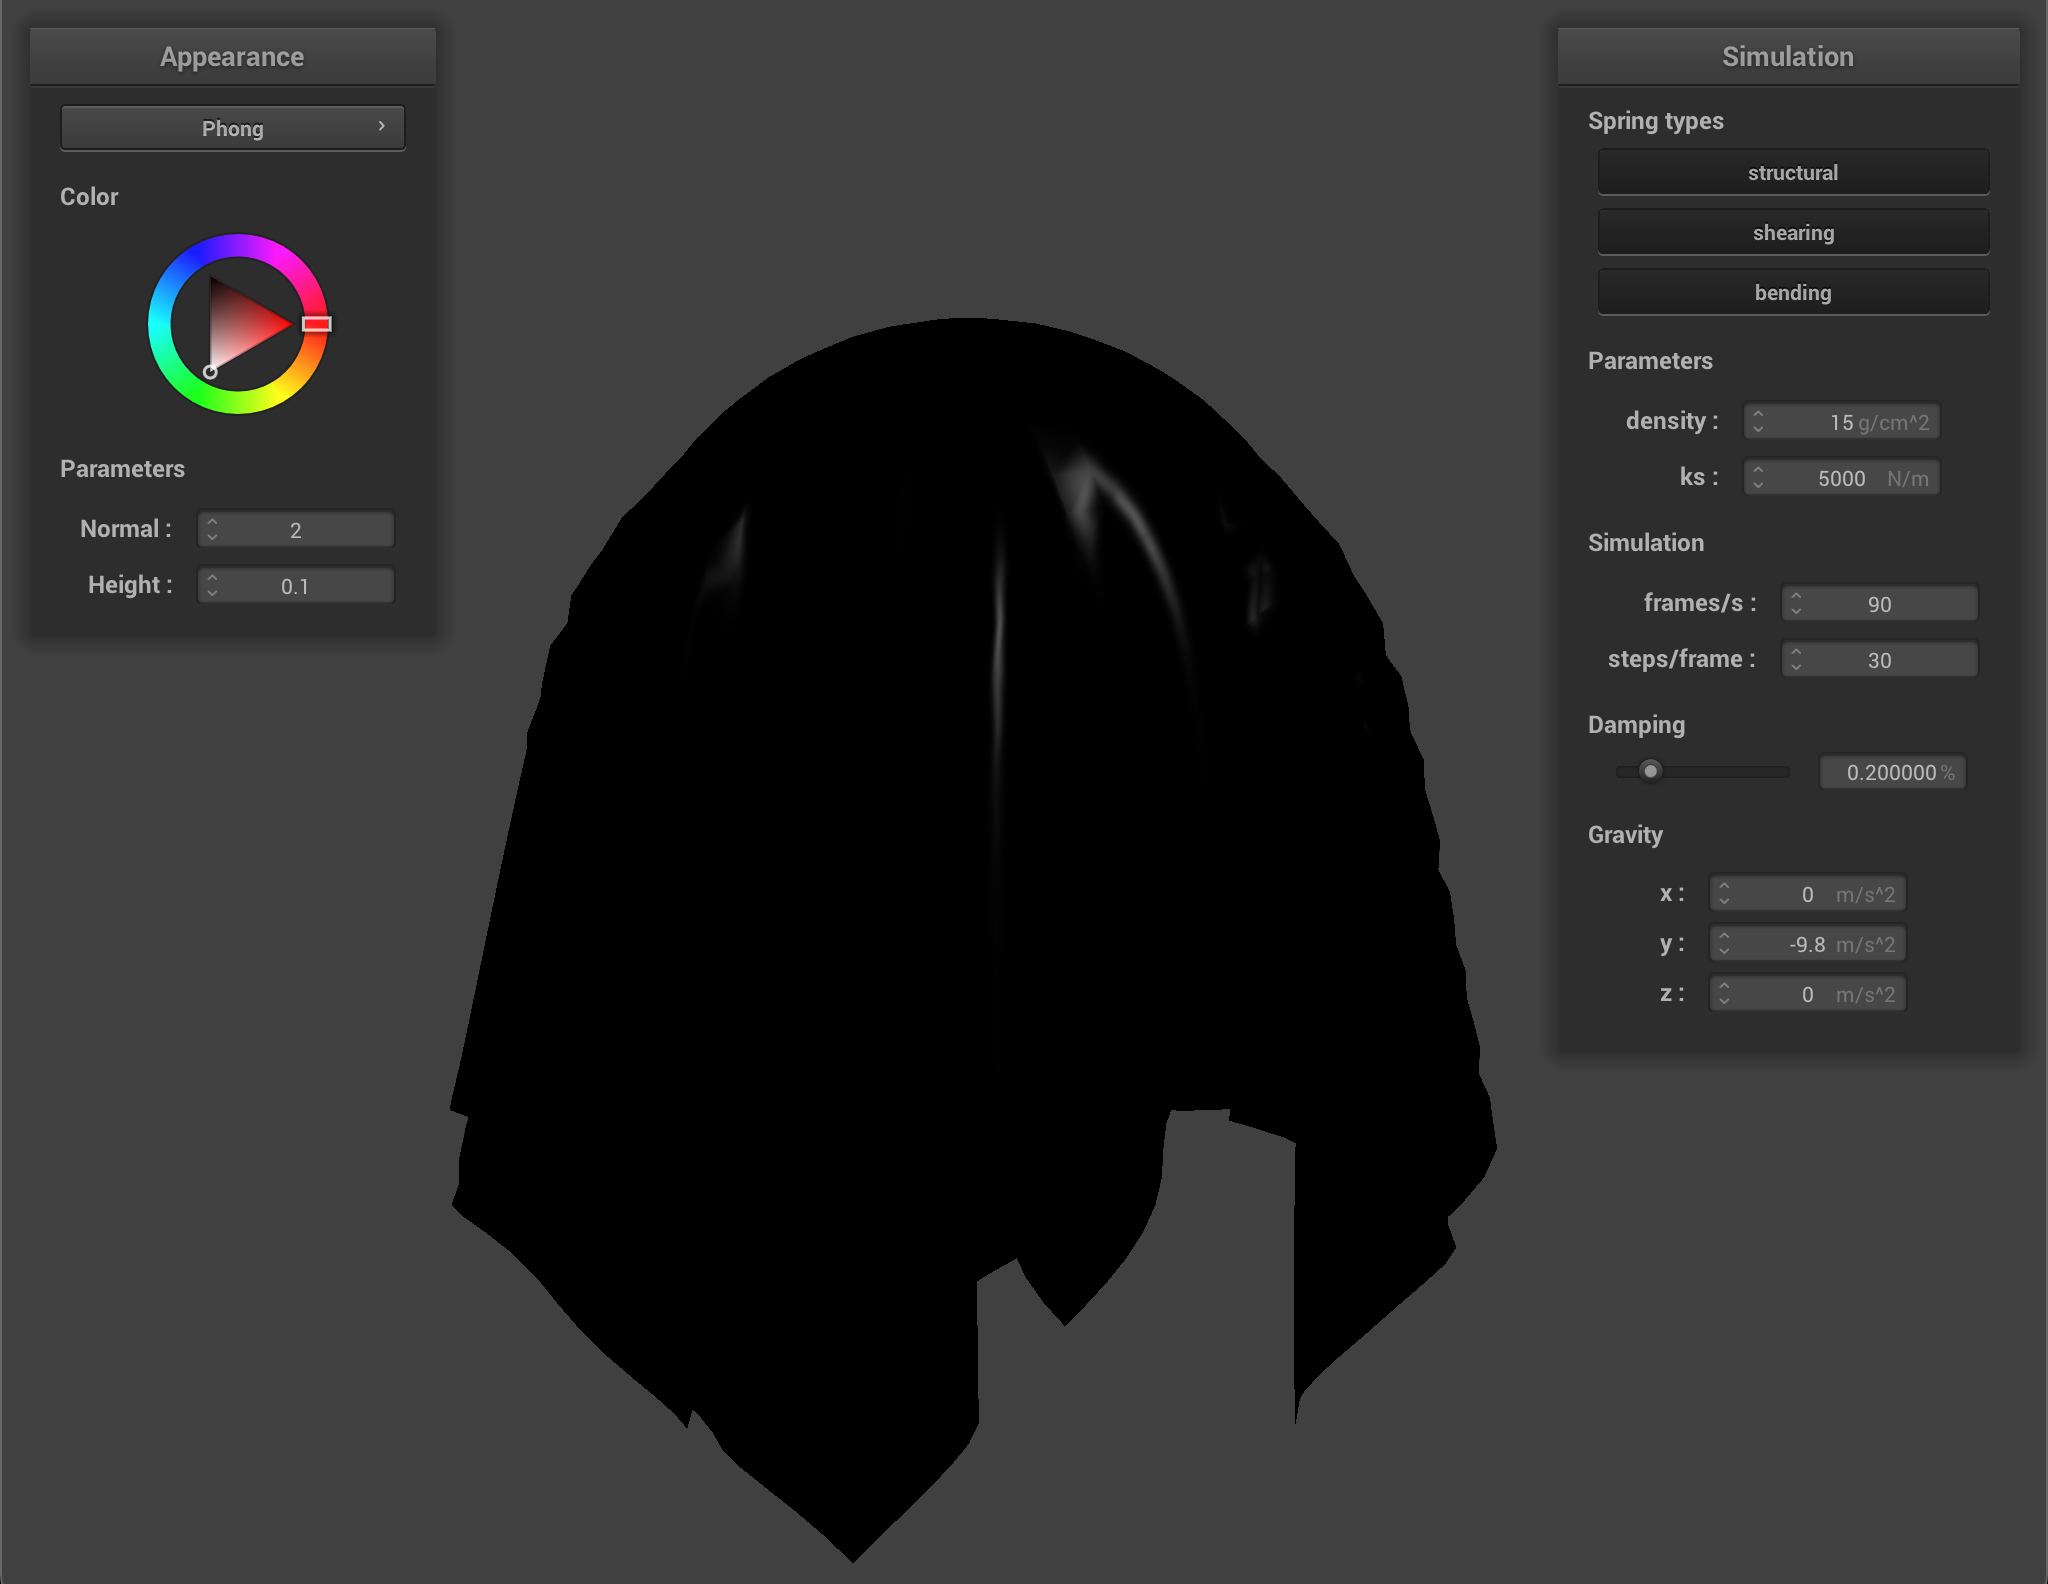 Appearance
Phong
Color
Parameters
Normal : 2
Height : 0.1
Simulation
Spring types
structural
shearing
bending
Parameters
density : 15 g/cm^2
ks : 5000 N/m
Simulation
frames/s : 90
steps/frame : 30
Damping
0.200000 %
Gravity
x : 0 m/s^2
y : -9.8 m/s^2
z : 0 m/s^2